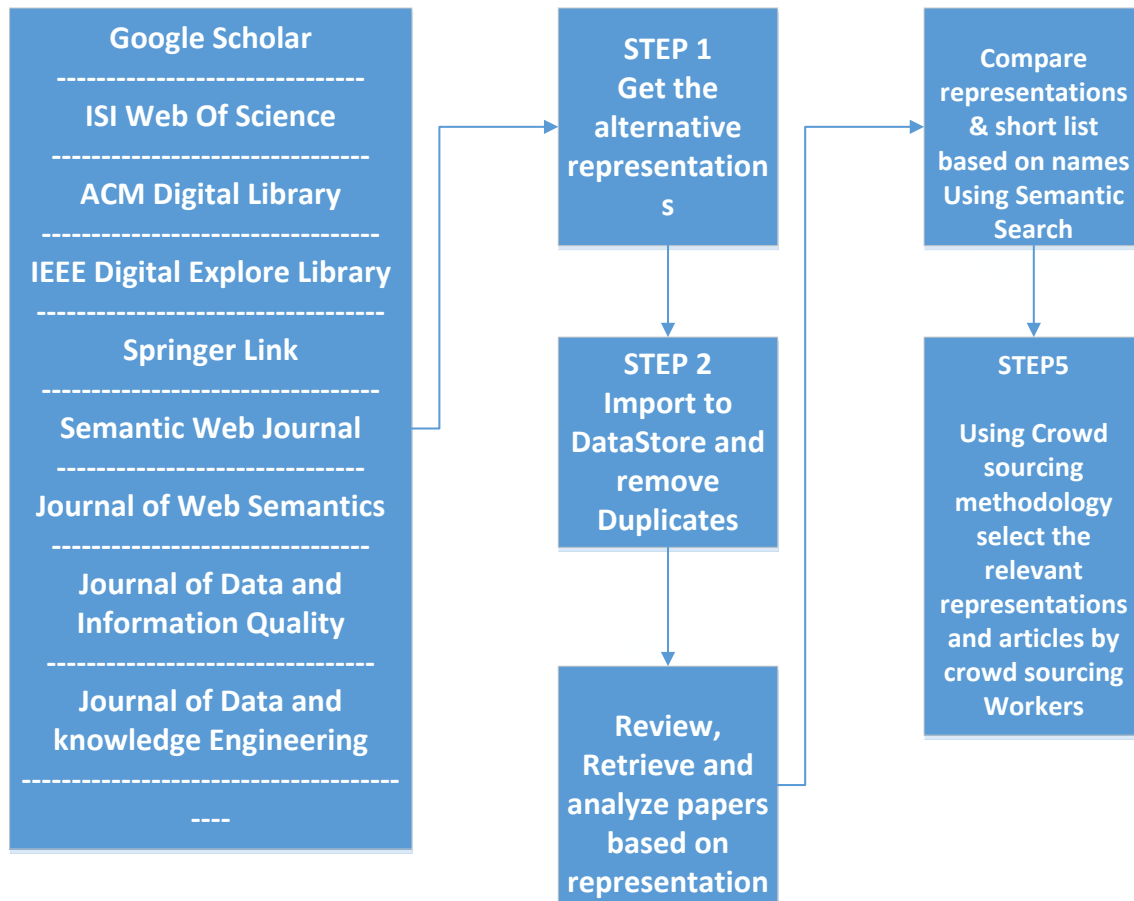 Google Scholar
-------------------------------
ISI Web Of Science
--------------------------------
ACM Digital Library
----------------------------------
IEEE Digital Explore Library
-----------------------------------
Springer Link
----------------------------------
Semantic Web Journal
-------------------------------
Journal of Web Semantics
--------------------------------
Journal of Data and
Information Quality
---------------------------------
Journal of Data and
knowledge Engineering
--------------------------------------
----
STEP 1
Get the
alternative
representation
s
STEP 2
Import to
DataStore and
remove
Duplicates
Review,
Retrieve and
analyze papers
based on
representation
Compare
representations
& short list
based on names
Using Semantic
Search
STEP5
Using Crowd
sourcing
methodology
select the
relevant
representations
and articles by
crowd sourcing
Workers